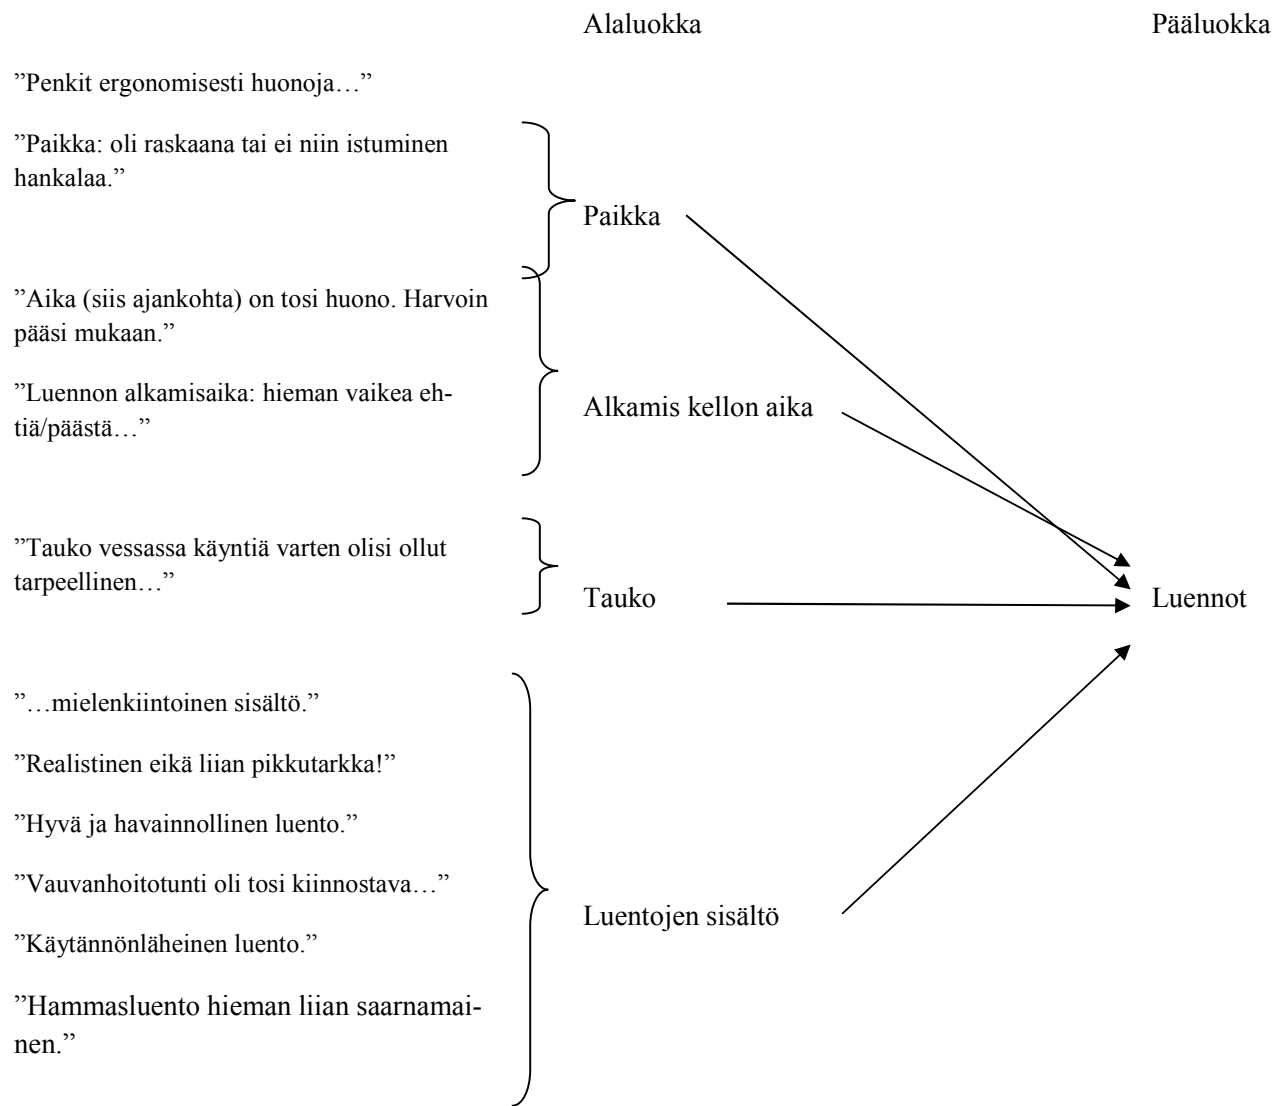 Alaluokka Pääluokka
”Penkit ergonomisesti huonoja…”
”Paikka: oli raskaana tai ei niin istuminen
hankalaa.”
Paikka
”Aika (siis ajankohta) on tosi huono. Harvoin
pääsi mukaan.”
”Luennon alkamisaika: hieman vaikea eh-
tiä/päästä…”
Alkamis kellon aika
”Tauko vessassa käyntiä varten olisi ollut
tarpeellinen…”
Tauko
Luennot
”…mielenkiintoinen sisältö.”
”Realistinen eikä liian pikkutarkka!”
”Hyvä ja havainnollinen luento.”
”Vauvanhoitotunti oli tosi kiinnostava…”
”Käytännönläheinen luento.”
Luentojen sisältö
”Hammasluento hieman liian saarnamai-
nen.”